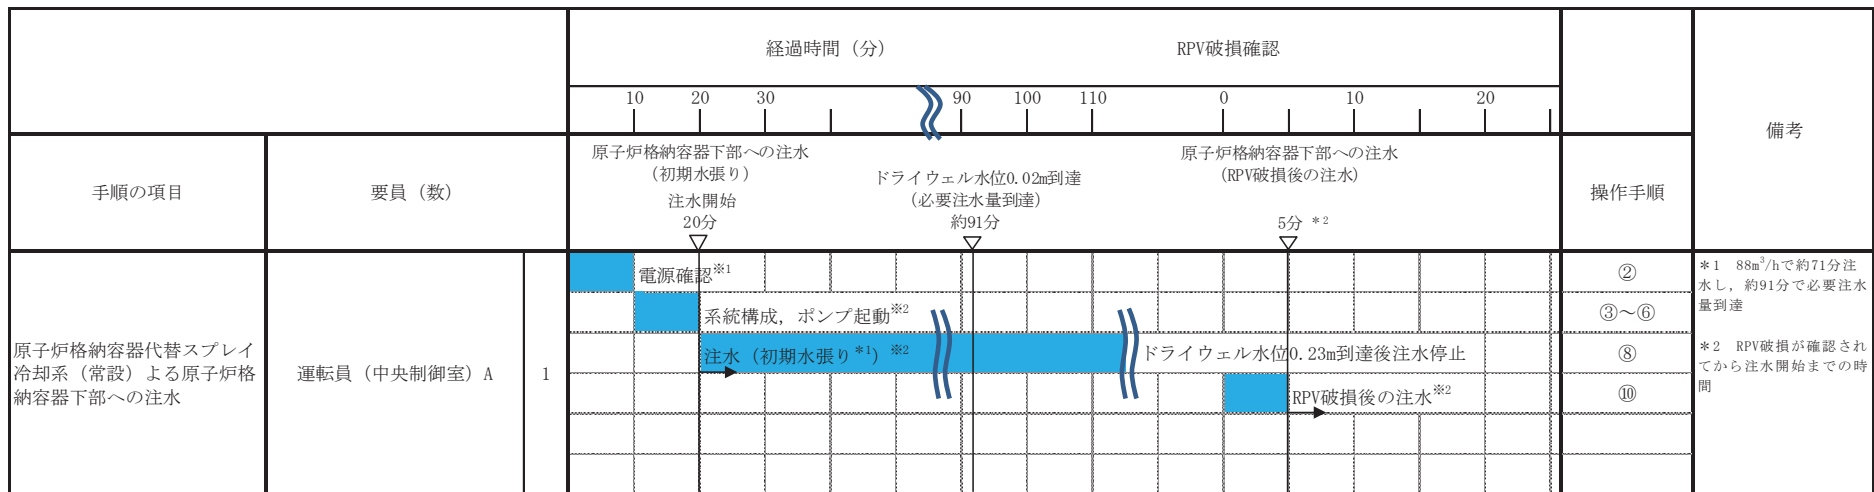 経過時間（分）
RPV破損確認
10 20 30 90 100 110 0 10 20
備考
手順の項目
要員（数）
原子炉格納容器下部への注水
（初期水張り）
注水開始
20分
ドライウェル水位0.02m到達
（必要注水量到達）
約91分
原子炉格納容器下部への注水
（RPV破損後の注水）
5分 ＊2
操作手順
原子炉格納容器代替スプレイ
冷却系（常設）よる原子炉格
納容器下部への注水
運転員（中央制御室）A
1
電源確認※1
②
系統構成，ポンプ起動※2
③～⑥
注水（初期水張り＊1）※2
ドライウェル水位0.23m到達後注水停止
⑧
RPV破損後の注水※2
⑩
＊1　88m³/hで約71分注
水し，約91分で必要注水
量到達
＊2　RPV破損が確認され
てから注水開始までの時
間